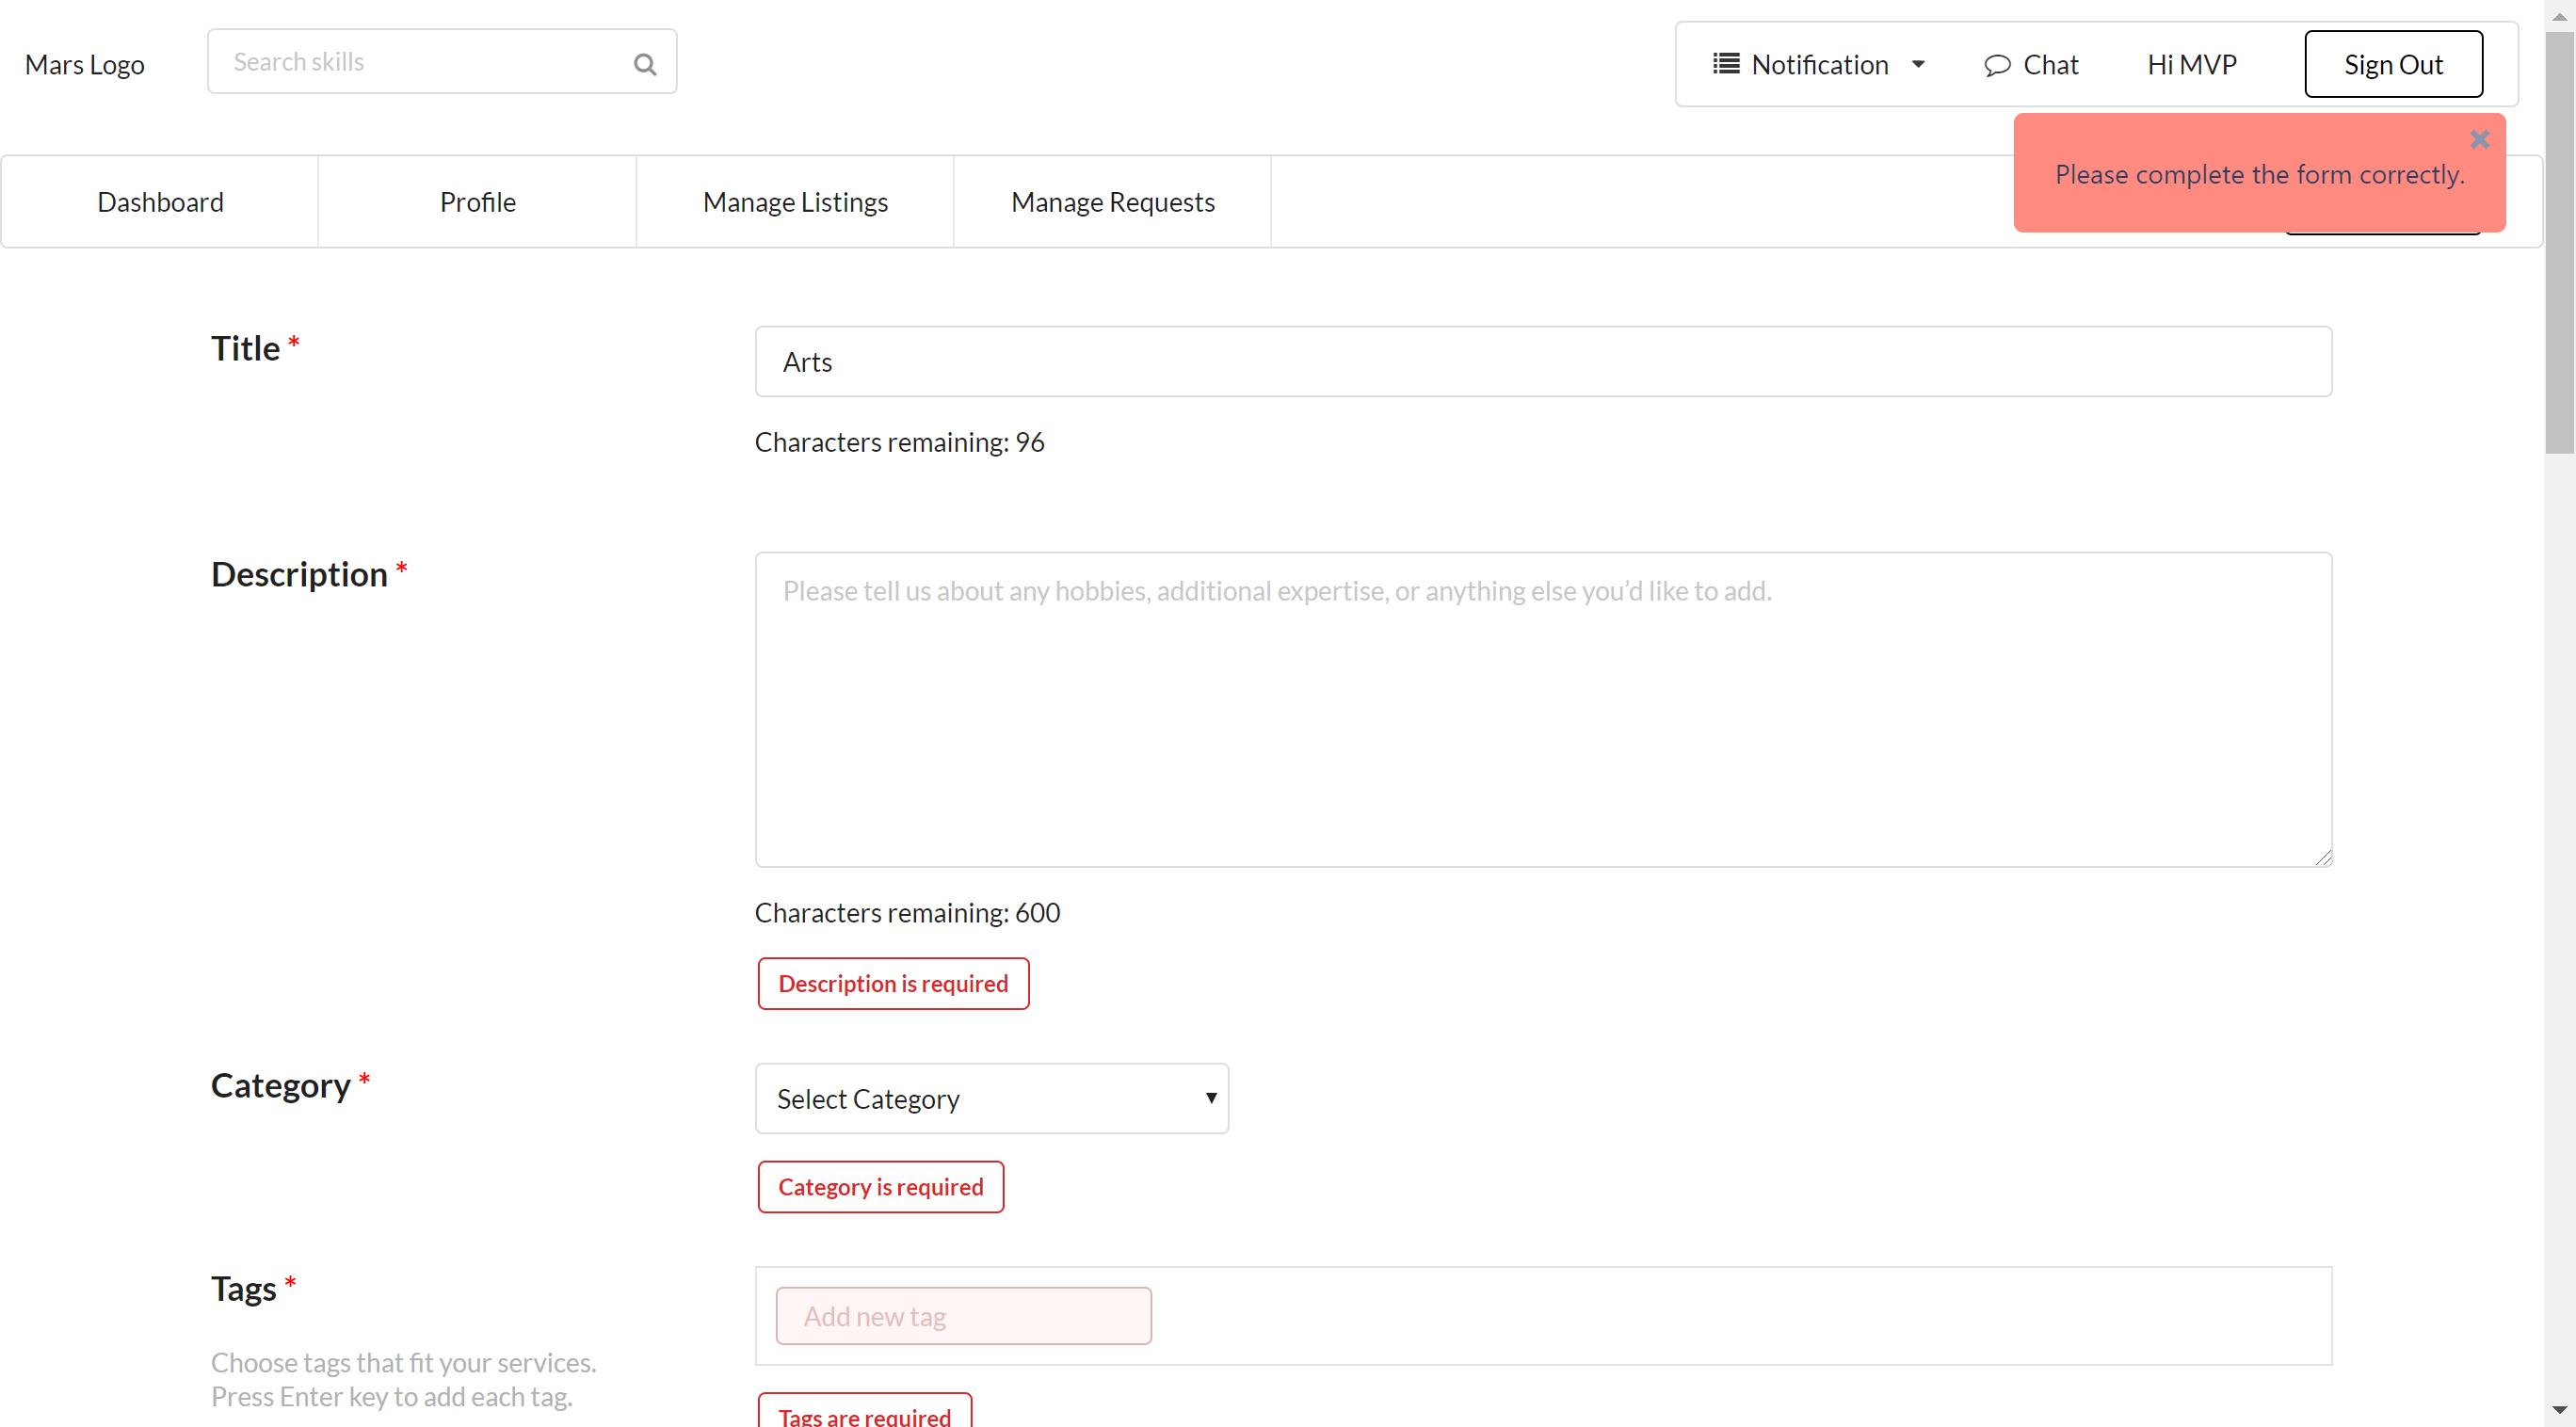 Mars Logo
Search skills
Notification
Chat
Hi MVP
Sign Out
Please complete the form correctly.
Dashboard
Profile
Manage Listings
Manage Requests
Title *
Arts
Characters remaining: 96
Description *
Please tell us about any hobbies, additional expertise, or anything else you'd like to add.
Characters remaining: 600
Description is required
Category *
Select Category
Category is required
Tags *
Add new tag
Choose tags that fit your services.
Press Enter key to add each tag.
Tags are required